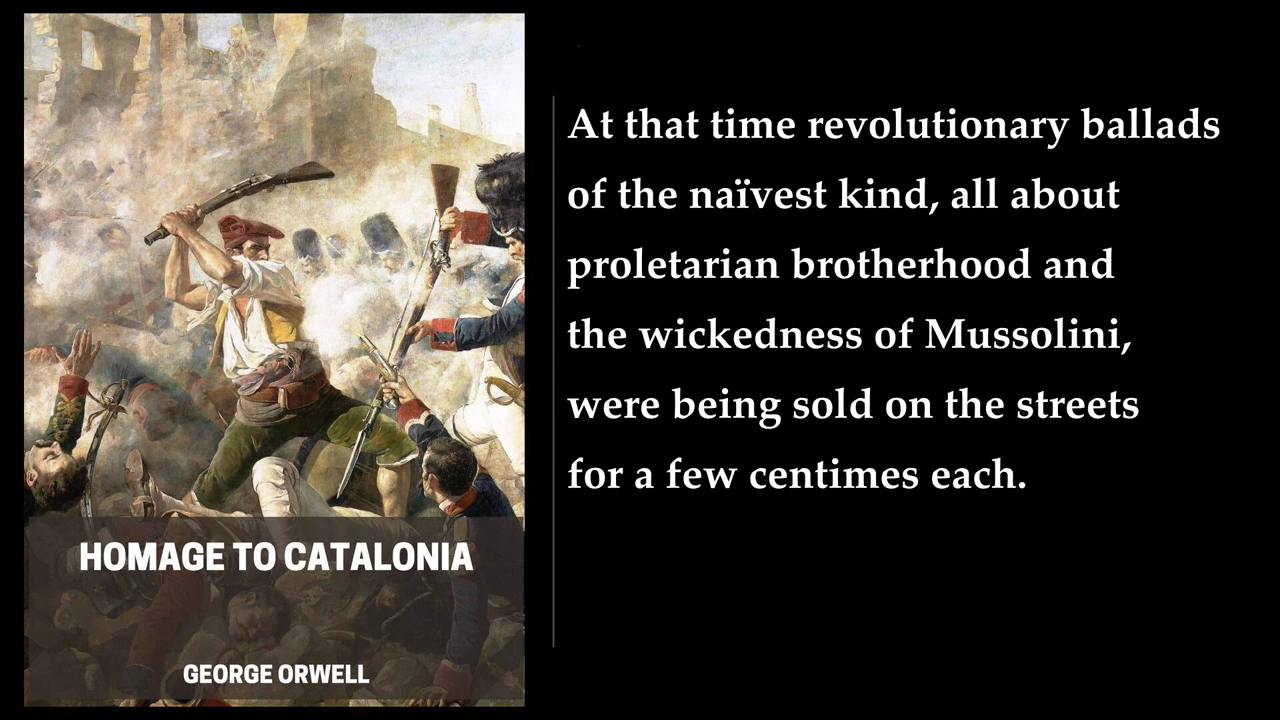 HOMAGE TO CATALONIA
GEORGE ORWELL
At that time revolutionary ballads
of the naïvest kind, all about
proletarian brotherhood and
the wickedness of Mussolini,
were being sold on the streets
for a few centimes each.